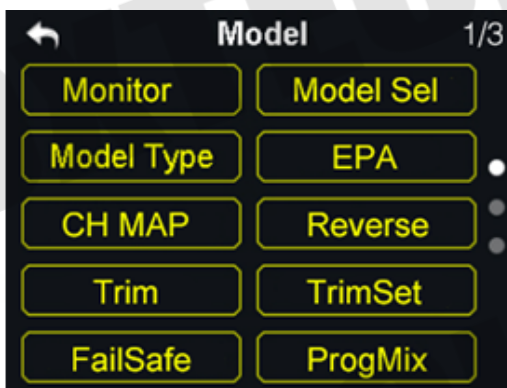 Model 1/3
Monitor Model Sel
Model Type EPA
CH MAP Reverse
Trim TrimSet
FailSafe ProgMix